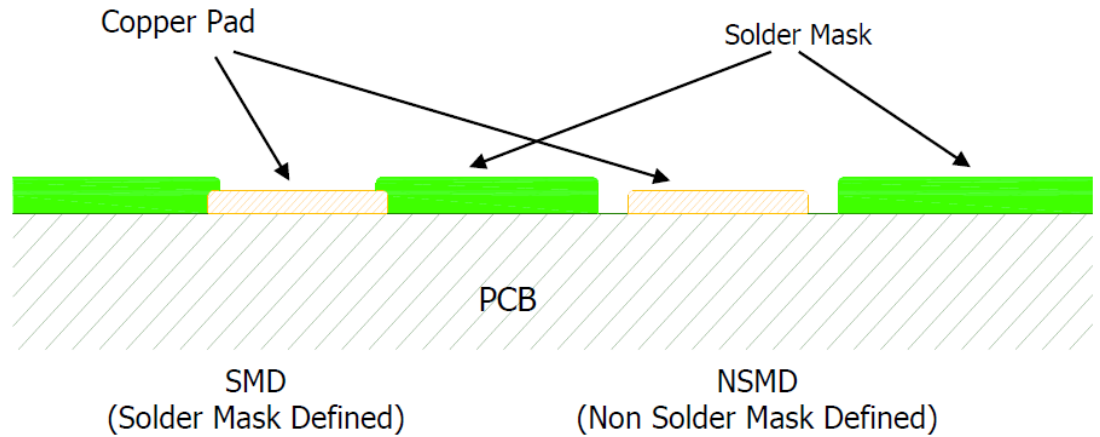 Copper Pad
Solder Mask
PCB
SMD
(Solder Mask Defined)
NSMD
(Non Solder Mask Defined)